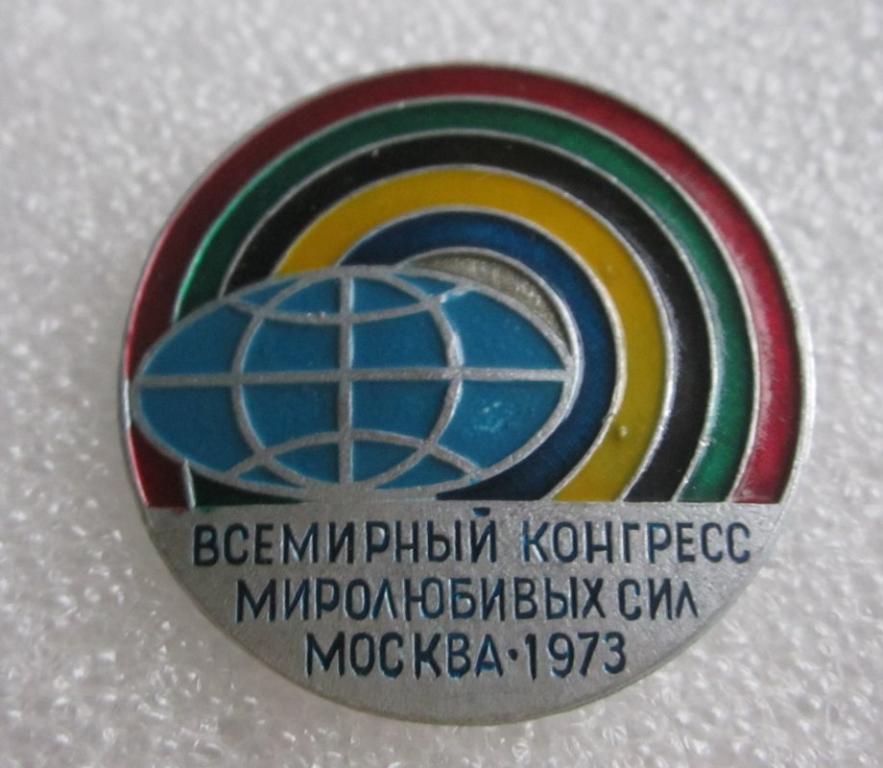 ВСЕМИРНЫЙ КОНГРЕСС
МИРОЛЮБИВЫХ СИЛ
МОСКВА·1973